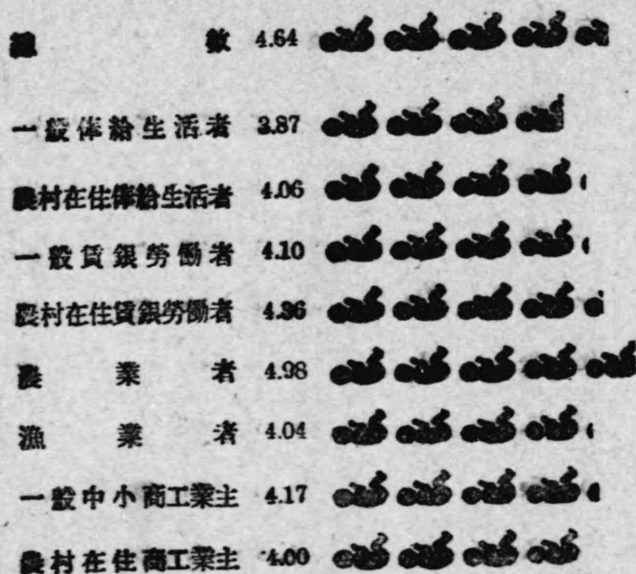 總數 4.64
一般俸給生活者 3.87
農村在住俸給生活者 4.06
一般賃銀勞働者 4.10
農村在住賃銀勞働者 4.36
農業者 4.98
漁業者 4.04
一般中小商工業主 4.17
農村在住商工業主 4.00